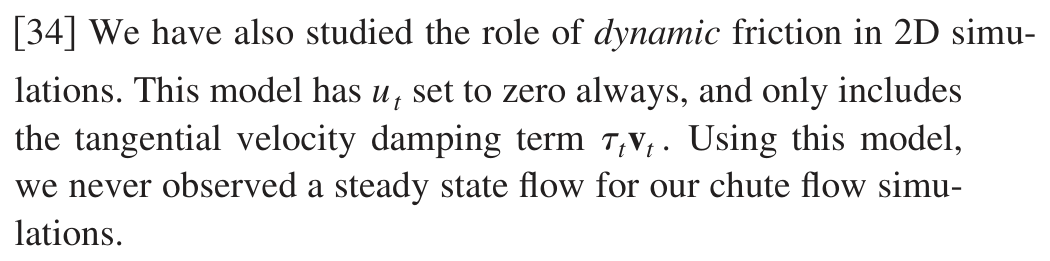 [34] We have also studied the role of dynamic friction in 2D simu-
lations. This model has u_t set to zero always, and only includes
the tangential velocity damping term τ_t v_t. Using this model,
we never observed a steady state flow for our chute flow simu-
lations.